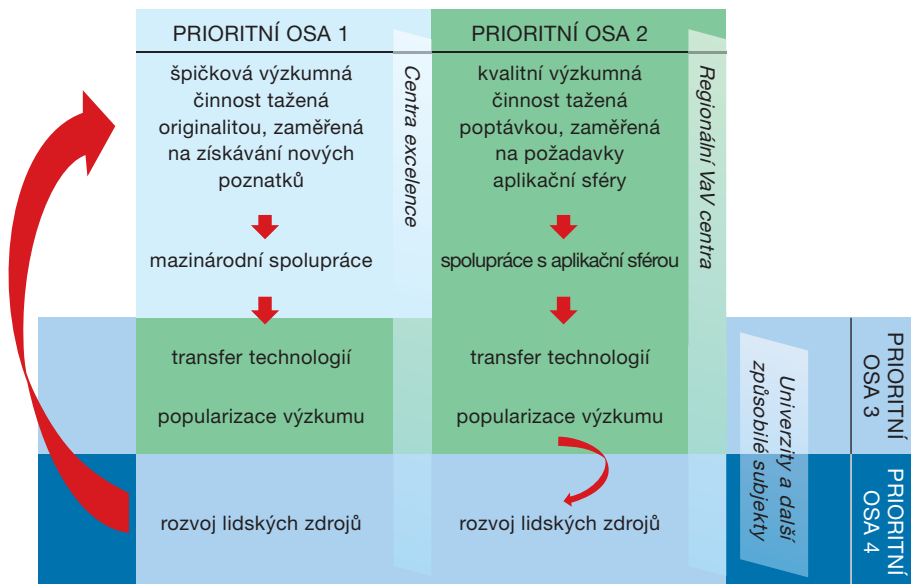 PRIORITNÍ OSA 1
špičková výzkumná
činnost tažená
originalitou, zaměřená
na získávání nových
poznatků
mazinárodní spolupráce
transfer technologií
popularizace výzkumu
rozvoj lidských zdrojů
Centra excelence
PRIORITNÍ OSA 2
kvalitní výzkumná
činnost tažená
poptávkou, zaměřená
na požadavky
aplikační sféry
spolupráce s aplikační sférou
transfer technologií
popularizace výzkumu
rozvoj lidských zdrojů
Regionální VaV centra
Univerzity a další
způsobilé subjekty
PRIORITNÍ
OSA 3
PRIORITNÍ
OSA 4